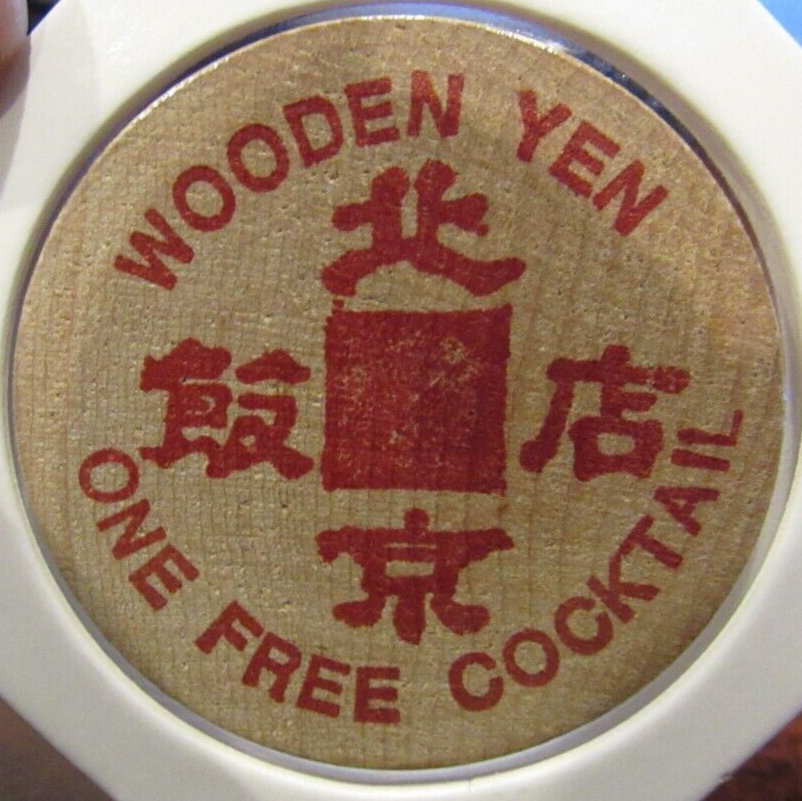 WOODEN YEN
北
飯 店
京
ONE FREE COCKTAIL